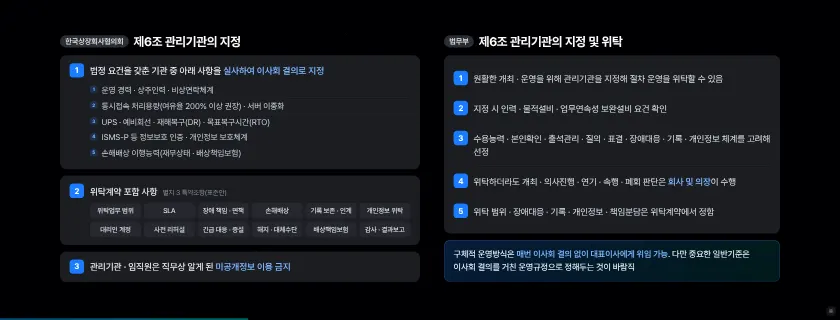 한국상장회사협의회 제6조 관리기관의 지정
1 법정 요건을 갖춘 기관 중 아래 사항을 실사하여 이사회 결의로 지정
1 운영 경력 · 상주인력 · 비상연락체계
2 동시접속 처리용량(여유율 200% 이상 권장) · 서버 이중화
3 UPS · 예비회선 · 재해복구(DR) · 목표복구시간(RTO)
4 ISMS-P 등 정보보호 인증 · 개인정보 보호체계
5 손해배상 이행능력(재무상태 · 배상책임보험)
2 위탁계약 포함 사항 별지 3 특약조항(표준안)
위탁업무 범위 SLA 장애 책임 · 면책 손해배상 기록 보존 · 인계 개인정보 위탁
대리인 계정 사전 리허설 긴급 대응 · 증설 해지 · 대체수단 배상책임보험 감사 · 결과보고
3 관리기관 · 임직원은 직무상 알게 된 미공개정보 이용 금지
법무부 제6조 관리기관의 지정 및 위탁
1 원활한 개최 · 운영을 위해 관리기관을 지정해 절차 운영을 위탁할 수 있음
2 지정 시 인력 · 물적설비 · 업무연속성 보완설비 요건 확인
3 수용능력 · 본인확인 · 출석관리 · 질의 · 표결 · 장애대응 · 기록 · 개인정보 체계를 고려해
선정
4 위탁하더라도 개최 · 의사진행 · 연기 · 속행 · 폐회 판단은 회사 및 의장이 수행
5 위탁 범위 · 장애대응 · 기록 · 개인정보 · 책임분담은 위탁계약에서 정함
구체적 운영방식은 매번 이사회 결의 없이 대표이사에게 위임 가능. 다만 중요한 일반기준은
이사회 결의를 거친 운영규정으로 정해두는 것이 바람직